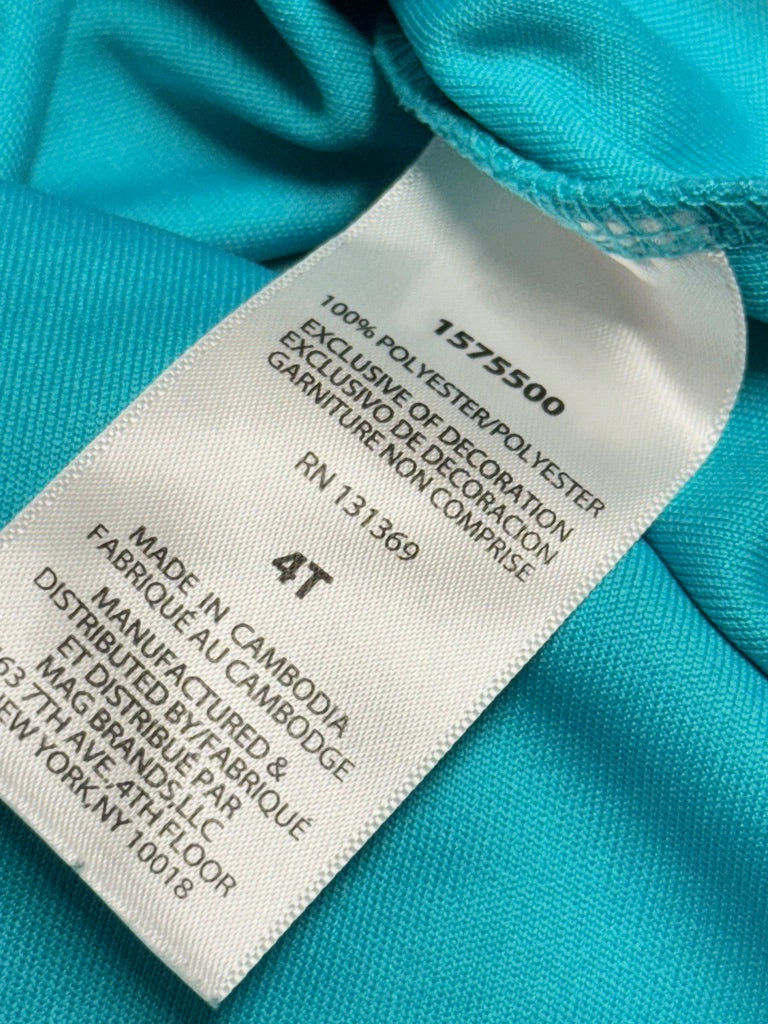 1575500
100% POLYESTER/POLYESTER
EXCLUSIVE OF DECORATION
EXCLUSIVO DE DECORACION
GARNITURE NON COMPRISE
RN 131369
4T
MADE IN CAMBODIA
FABRIQUÉ AU CAMBODGE
MANUFACTURED &
DISTRIBUTED BY/FABRIQUÉ
ET DISTRIBUÉ PAR
MAG BRANDS,LLC
63 7TH AVE,4TH FLOOR
NEW YORK,NY 10018